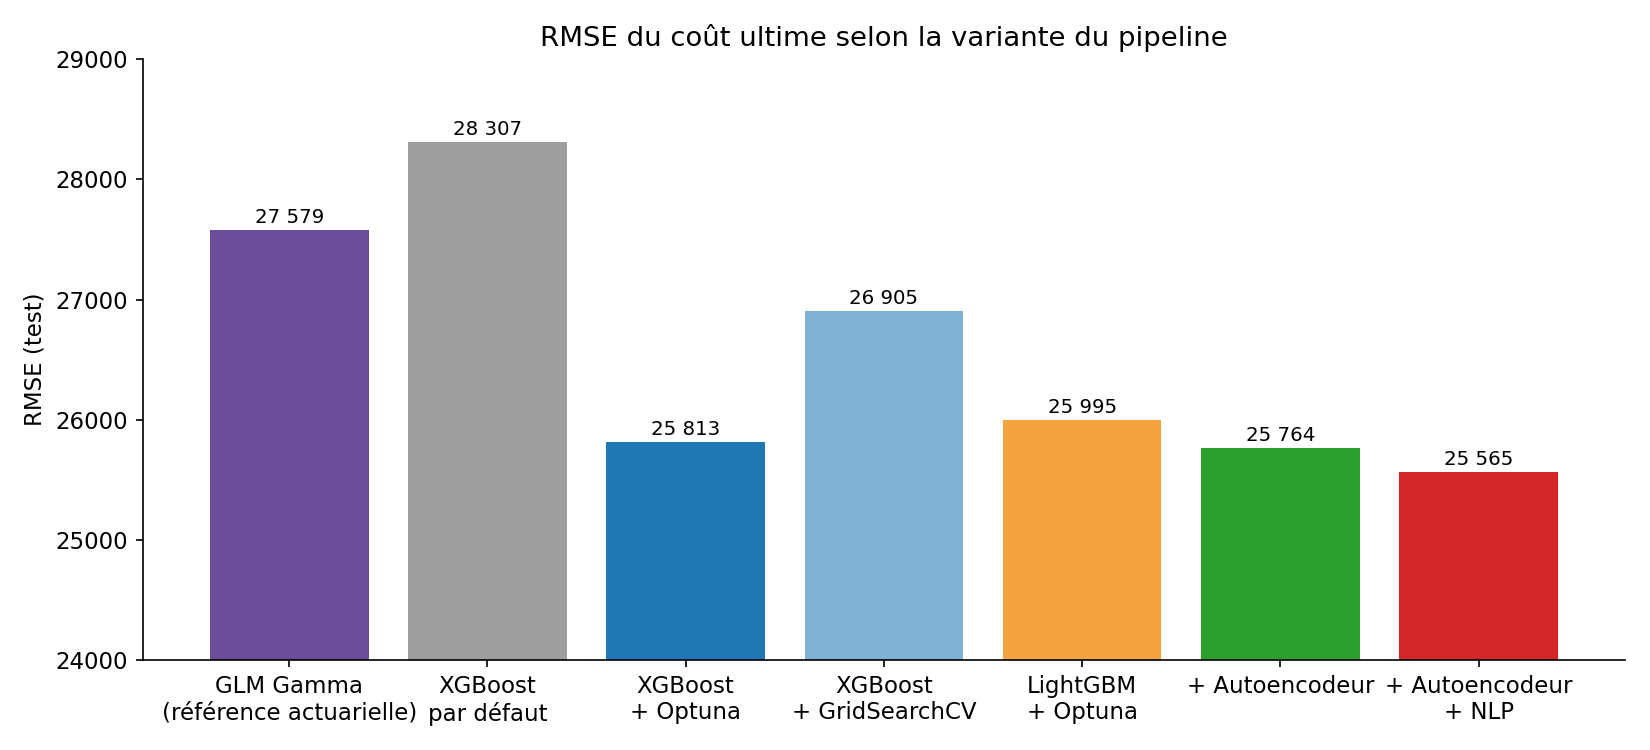 RMSE du coût ultime selon la variante du pipeline
RMSE (test)
29000
28000
27000
26000
25000
24000
27 579
28 307
25 813
26 905
25 995
25 764
25 565
GLM Gamma
(référence actuarielle)
XGBoost
par défaut
XGBoost
+ Optuna
XGBoost
+ GridSearchCV
LightGBM
+ Optuna
+ Autoencodeur
+ Autoencodeur
+ NLP